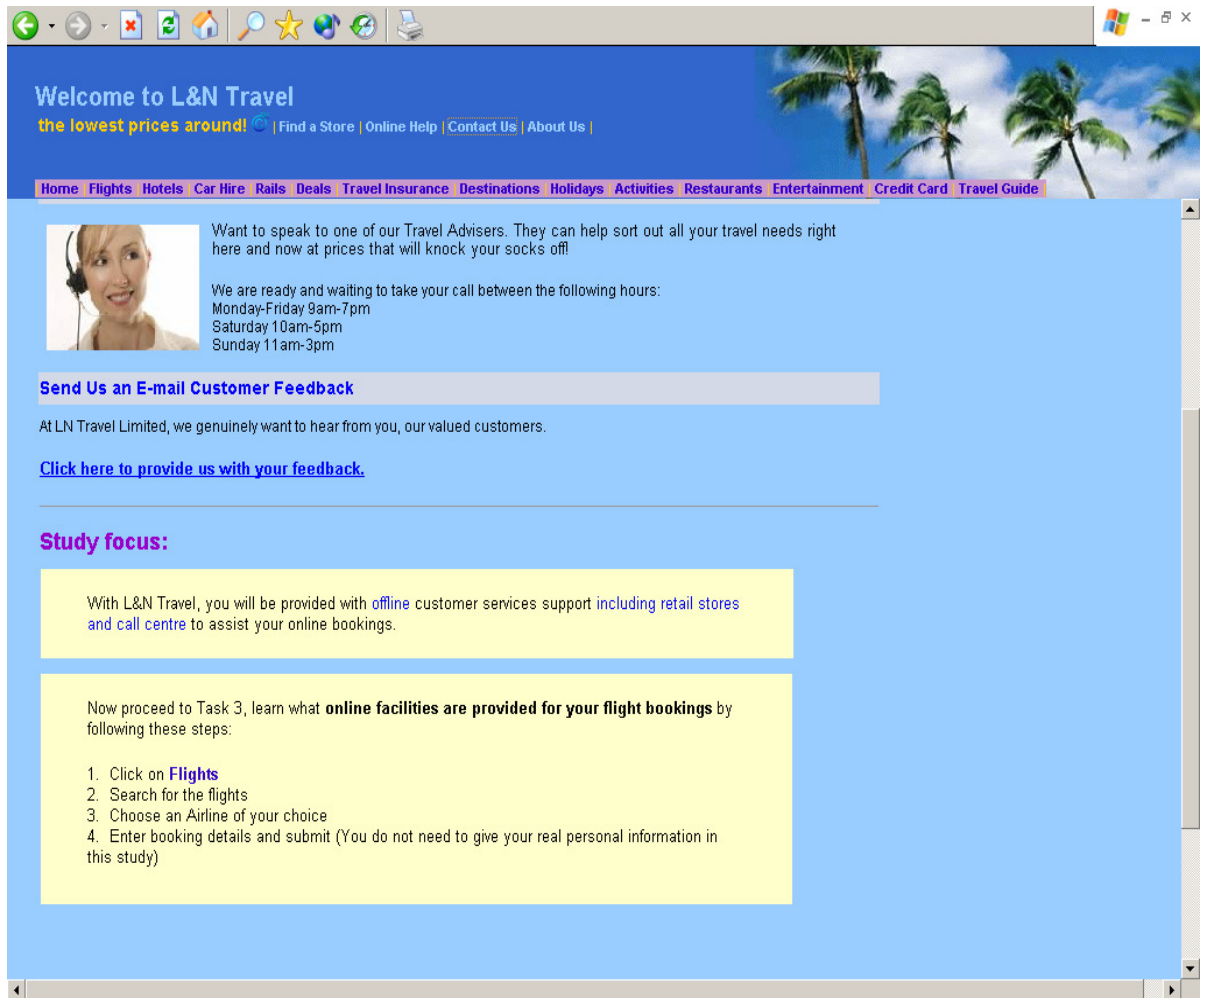 Welcome to L&N Travel
the lowest prices around! | Find a Store | Online Help | Contact Us | About Us |
Home | Flights | Hotels | Car Hire | Rails | Deals | Travel Insurance | Destinations | Holidays | Activities | Restaurants | Entertainment | Credit Card | Travel Guide |
Want to speak to one of our Travel Advisers. They can help sort out all your travel needs right
here and now at prices that will knock your socks off!
We are ready and waiting to take your call between the following hours:
Monday-Friday 9am-7pm
Saturday 10am-5pm
Sunday 11am-3pm
Send Us an E-mail Customer Feedback
At LN Travel Limited, we genuinely want to hear from you, our valued customers.
Click here to provide us with your feedback.
Study focus:
With L&N Travel, you will be provided with offline customer services support including retail stores
and call centre to assist your online bookings.
Now proceed to Task 3, learn what online facilities are provided for your flight bookings by
following these steps:
1. Click on Flights
2. Search for the flights
3. Choose an Airline of your choice
4. Enter booking details and submit (You do not need to give your real personal information in
this study)